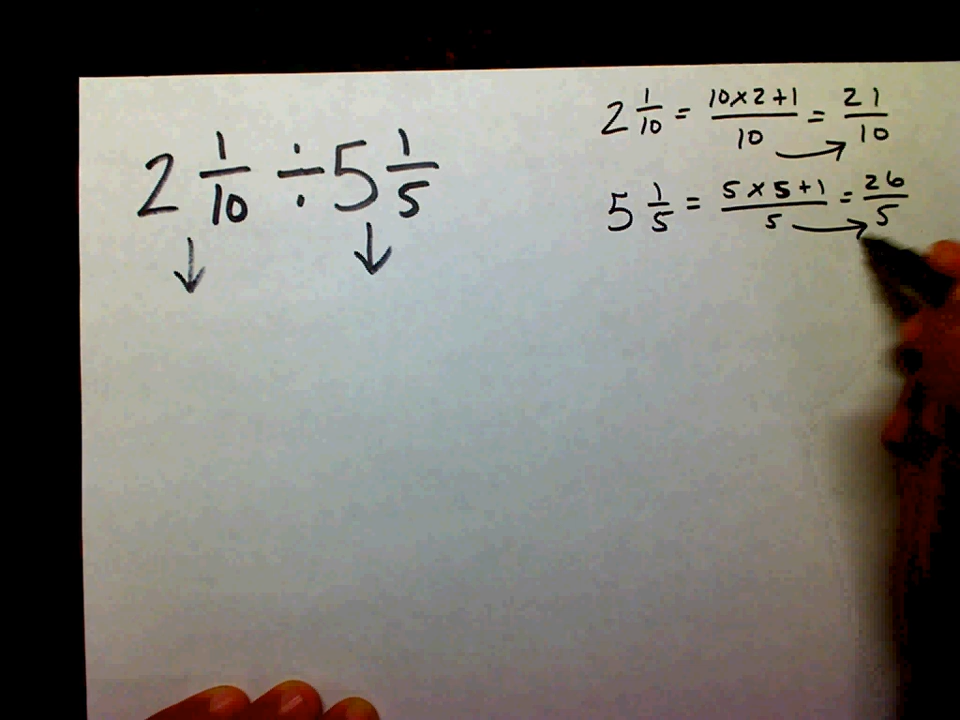 2 1/10 ÷ 5 1/5
↓ ↓
2 1/10 = (10×2+1)/10 = 21/10
5 1/5 = (5×5+1)/5 = 26/5